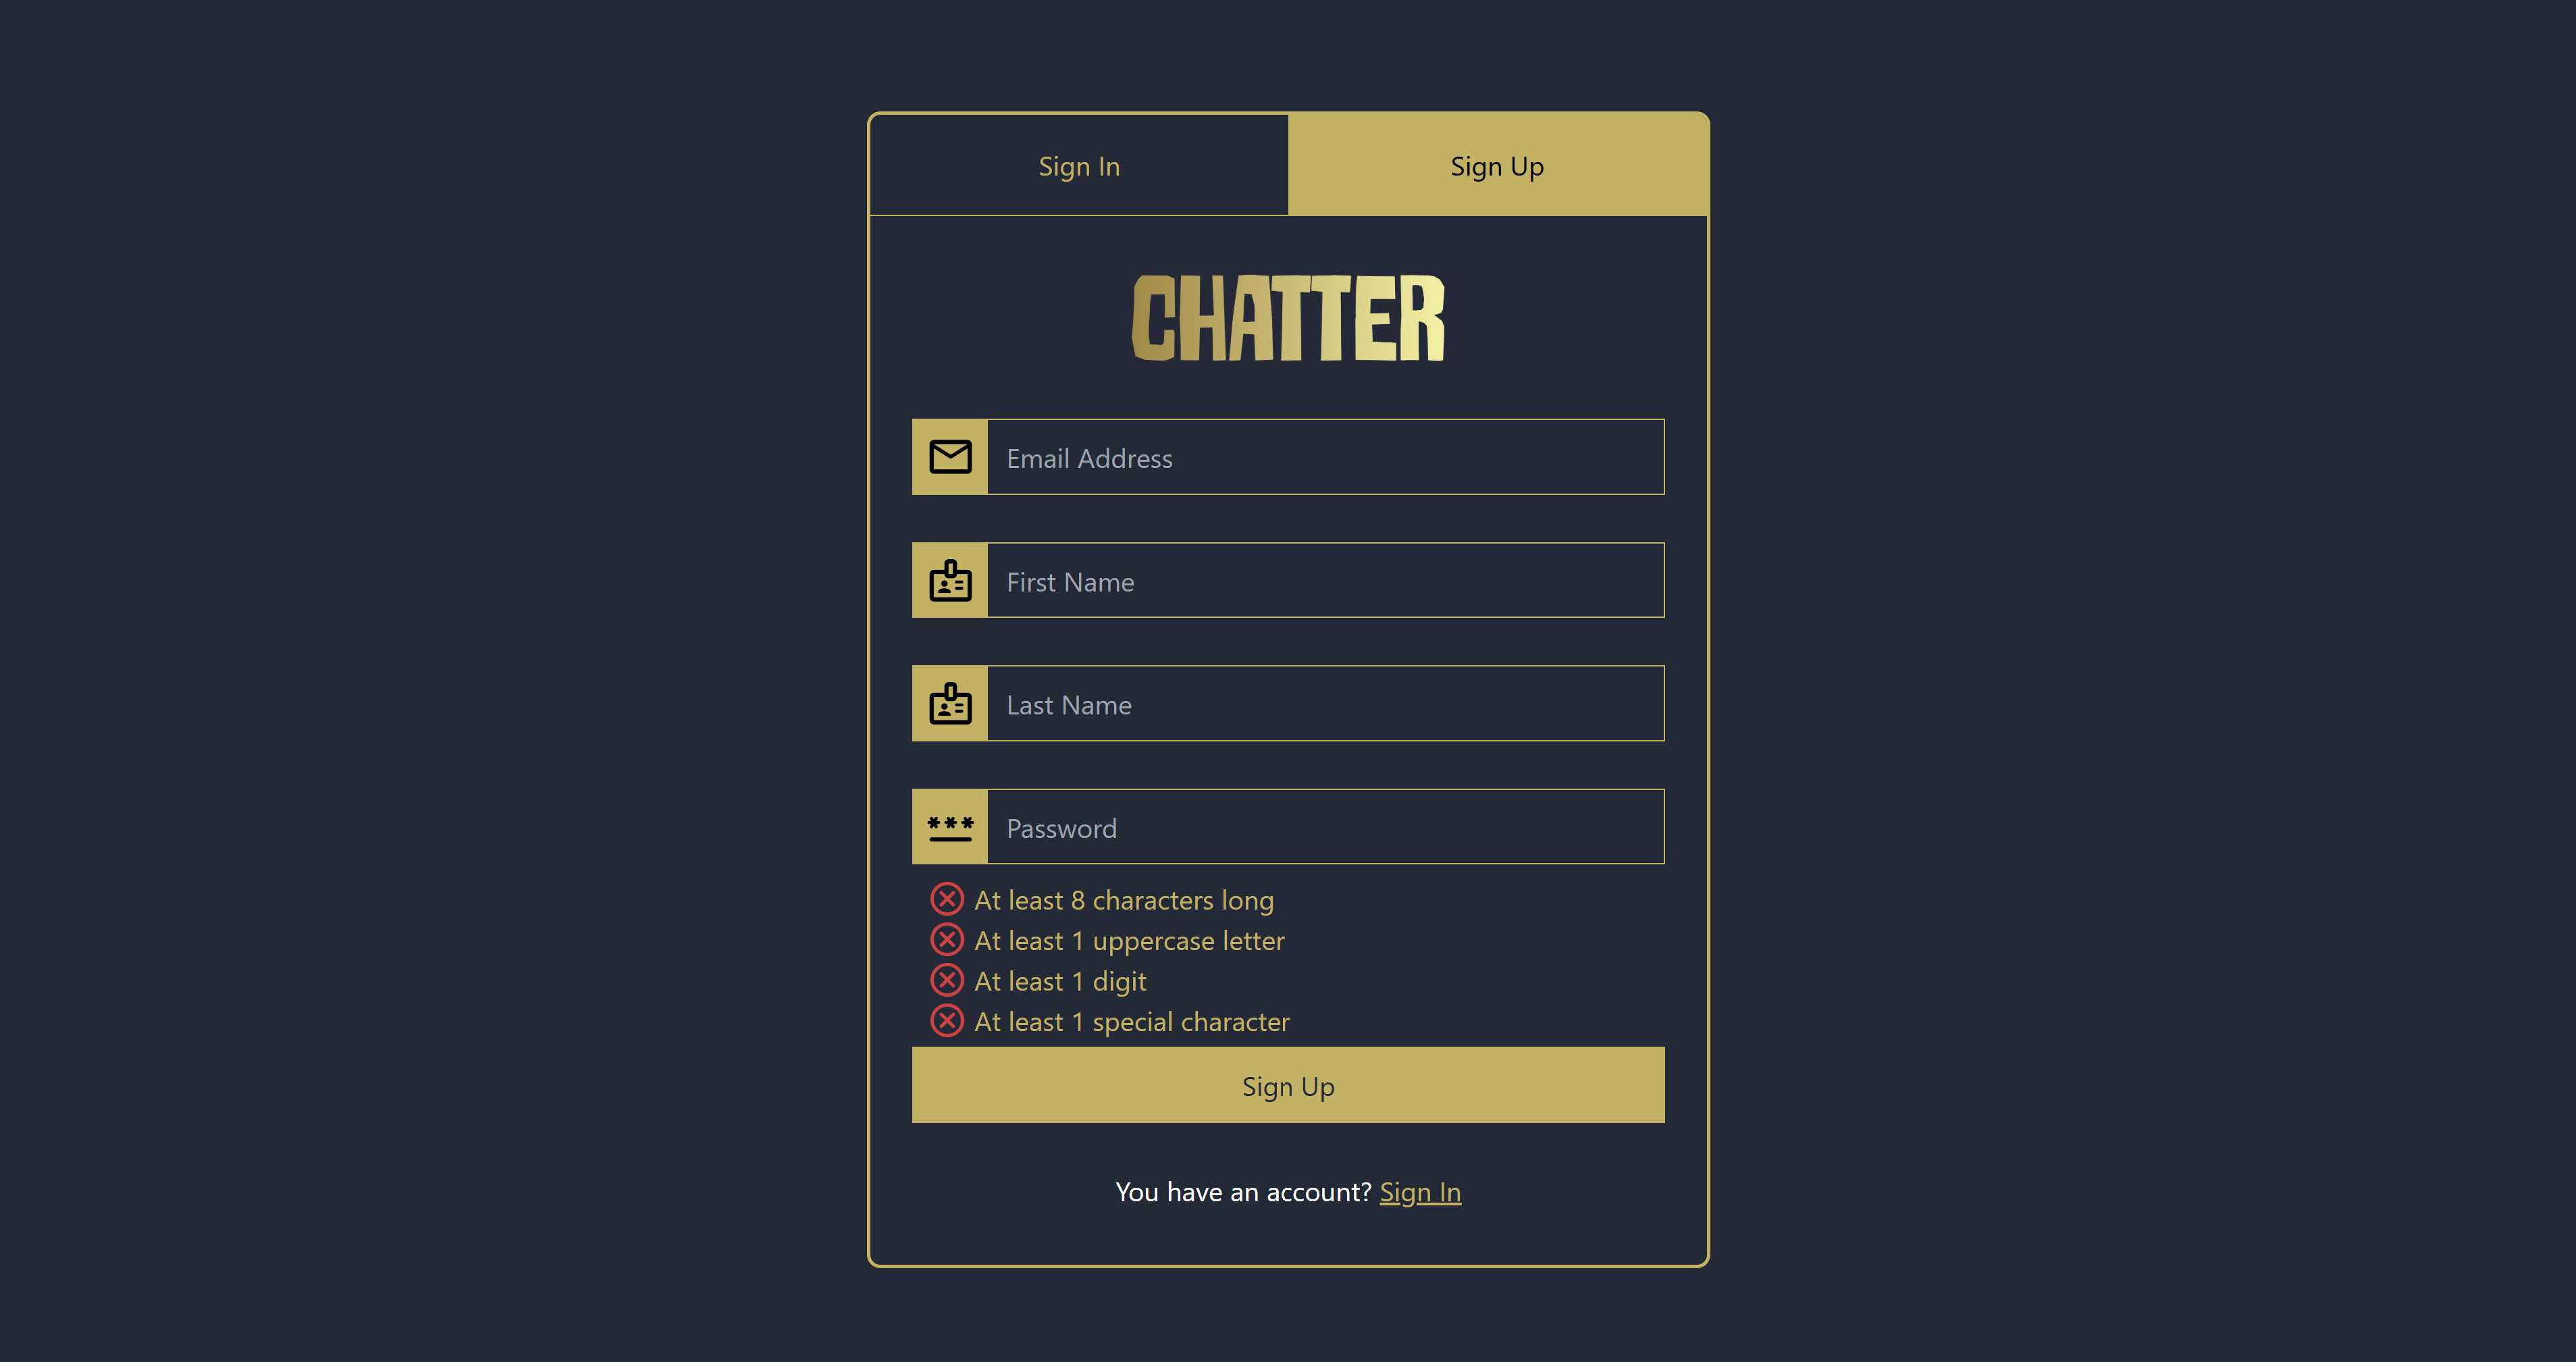 Sign In
Sign Up
CHATTER
Email Address
First Name
Last Name
Password
At least 8 characters long
At least 1 uppercase letter
At least 1 digit
At least 1 special character
Sign Up
You have an account? Sign In